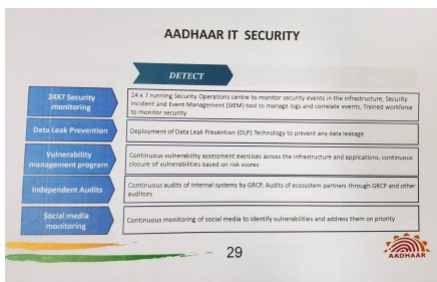 AADHAAR IT SECURITY
DETECT
24X7 Security
monitoring
24 x 7 running Security Operations centre to monitor security events in the infrastructure, Security
Incident and Event Management (SIEM) tool to manage logs and correlate events, Trained workforce
to monitor security
Data Leak Prevention
Deployment of Data Leak Prevention (DLP) Technology to prevent any data leakage
Vulnerability
management program
Continuous vulnerability assessment exercises across the infrastructure and applications, continuous
closure of vulnerabilities based on risk scores
Independent Audits
Continuous audits of internal systems by GRCP, Audits of ecosystem partners through GRCP and other
auditors
Social media
monitoring
Continuous monitoring of social media to identify vulnerabilities and address them on priority
29
AADHAAR